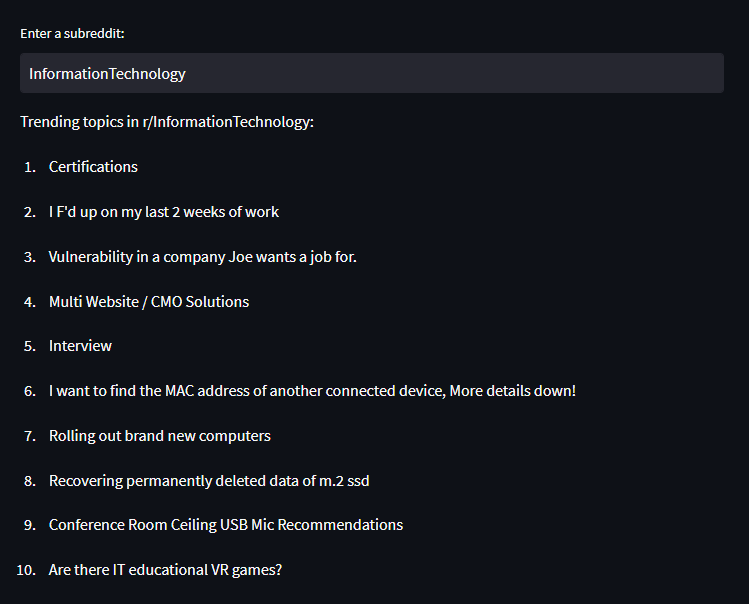 Enter a subreddit:
InformationTechnology
Trending topics in r/InformationTechnology:
1. Certifications
2. I F'd up on my last 2 weeks of work
3. Vulnerability in a company Joe wants a job for.
4. Multi Website / CMO Solutions
5. Interview
6. I want to find the MAC address of another connected device, More details down!
7. Rolling out brand new computers
8. Recovering permanently deleted data of m.2 ssd
9. Conference Room Ceiling USB Mic Recommendations
10. Are there IT educational VR games?